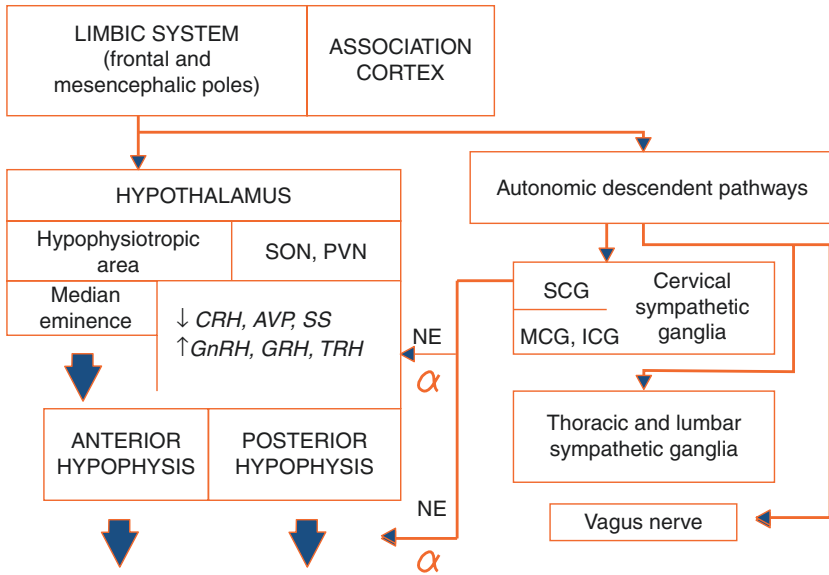 LIMBIC SYSTEM
(frontal and
mesencephalic poles)
ASSOCIATION
CORTEX
HYPOTHALAMUS
Hypophysiotropic
area
SON, PVN
Median
eminence
↓ CRH, AVP, SS
↑GnRH, GRH, TRH
ANTERIOR
HYPOPHYSIS
POSTERIOR
HYPOPHYSIS
NE
α
NE
α
Autonomic descendent pathways
SCG
MCG, ICG
Cervical
sympathetic
ganglia
Thoracic and lumbar
sympathetic ganglia
Vagus nerve